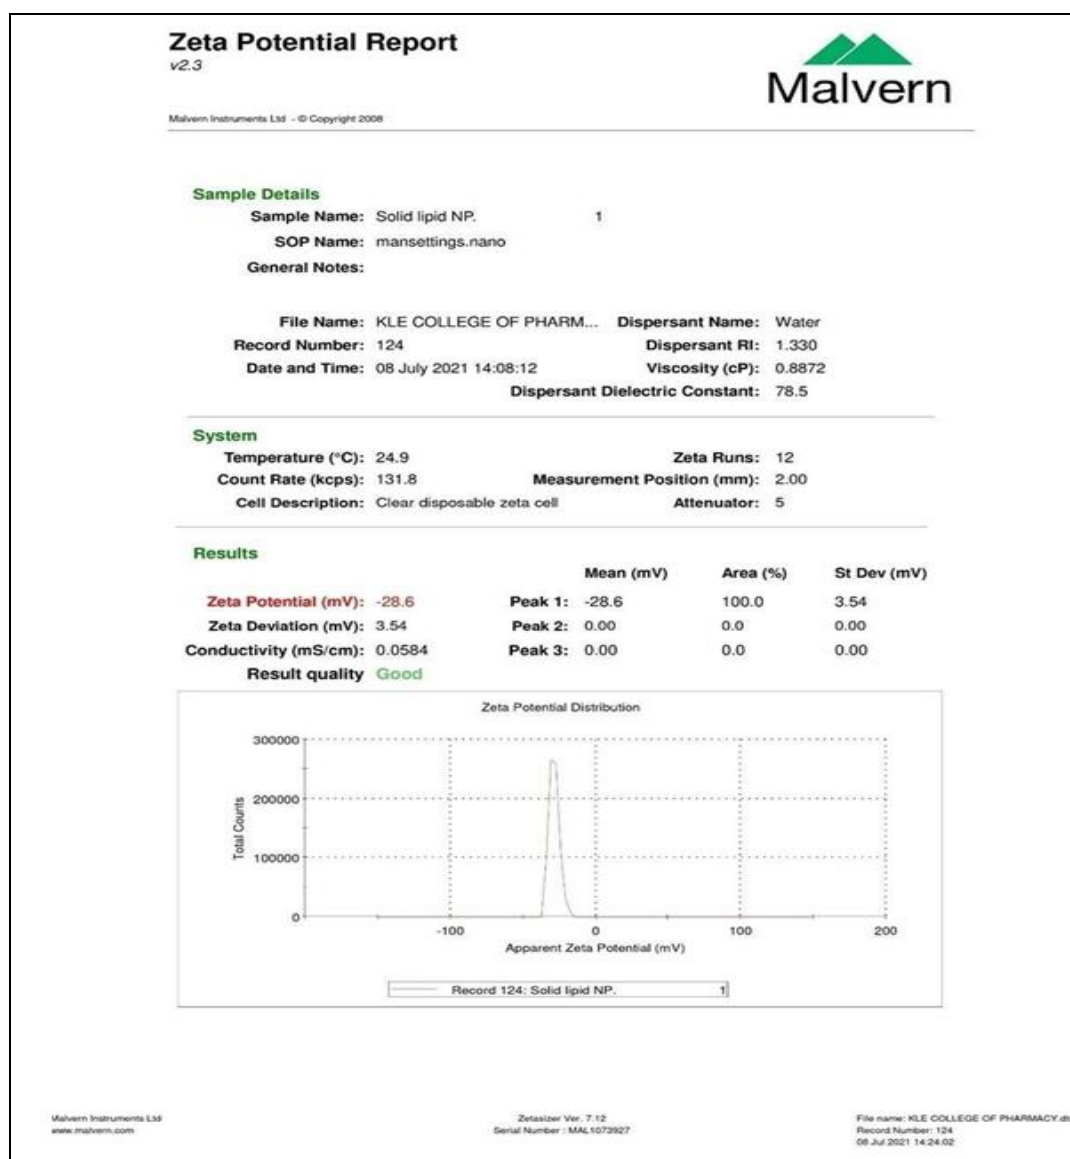 Zeta Potential Report
v2.3
Malvern
Malvern Instruments Ltd - © Copyright 2008
Sample Details
Sample Name: Solid lipid NP. 1
SOP Name: mansettings.nano
General Notes:
File Name: KLE COLLEGE OF PHARM... Dispersant Name: Water
Record Number: 124 Dispersant RI: 1.330
Date and Time: 08 July 2021 14:08:12 Viscosity (cP): 0.8872
Dispersant Dielectric Constant: 78.5
System
Temperature (°C): 24.9 Zeta Runs: 12
Count Rate (kcps): 131.8 Measurement Position (mm): 2.00
Cell Description: Clear disposable zeta cell Attenuator: 5
Results
Mean (mV) Area (%) St Dev (mV)
Zeta Potential (mV): -28.6 Peak 1: -28.6 100.0 3.54
Zeta Deviation (mV): 3.54 Peak 2: 0.00 0.0 0.00
Conductivity (mS/cm): 0.0584 Peak 3: 0.00 0.0 0.00
Result quality Good
Zeta Potential Distribution
300000
200000
100000
0
Total Counts
-100 0 100 200
Apparent Zeta Potential (mV)
Record 124: Solid lipid NP. 1
Malvern Instruments Ltd
www.malvern.com
Zetasizer Ver. 7.12
Serial Number : MAL1073927
File name: KLE COLLEGE OF PHARMACY.d
Record Number: 124
08 Jul 2021 14:24:02